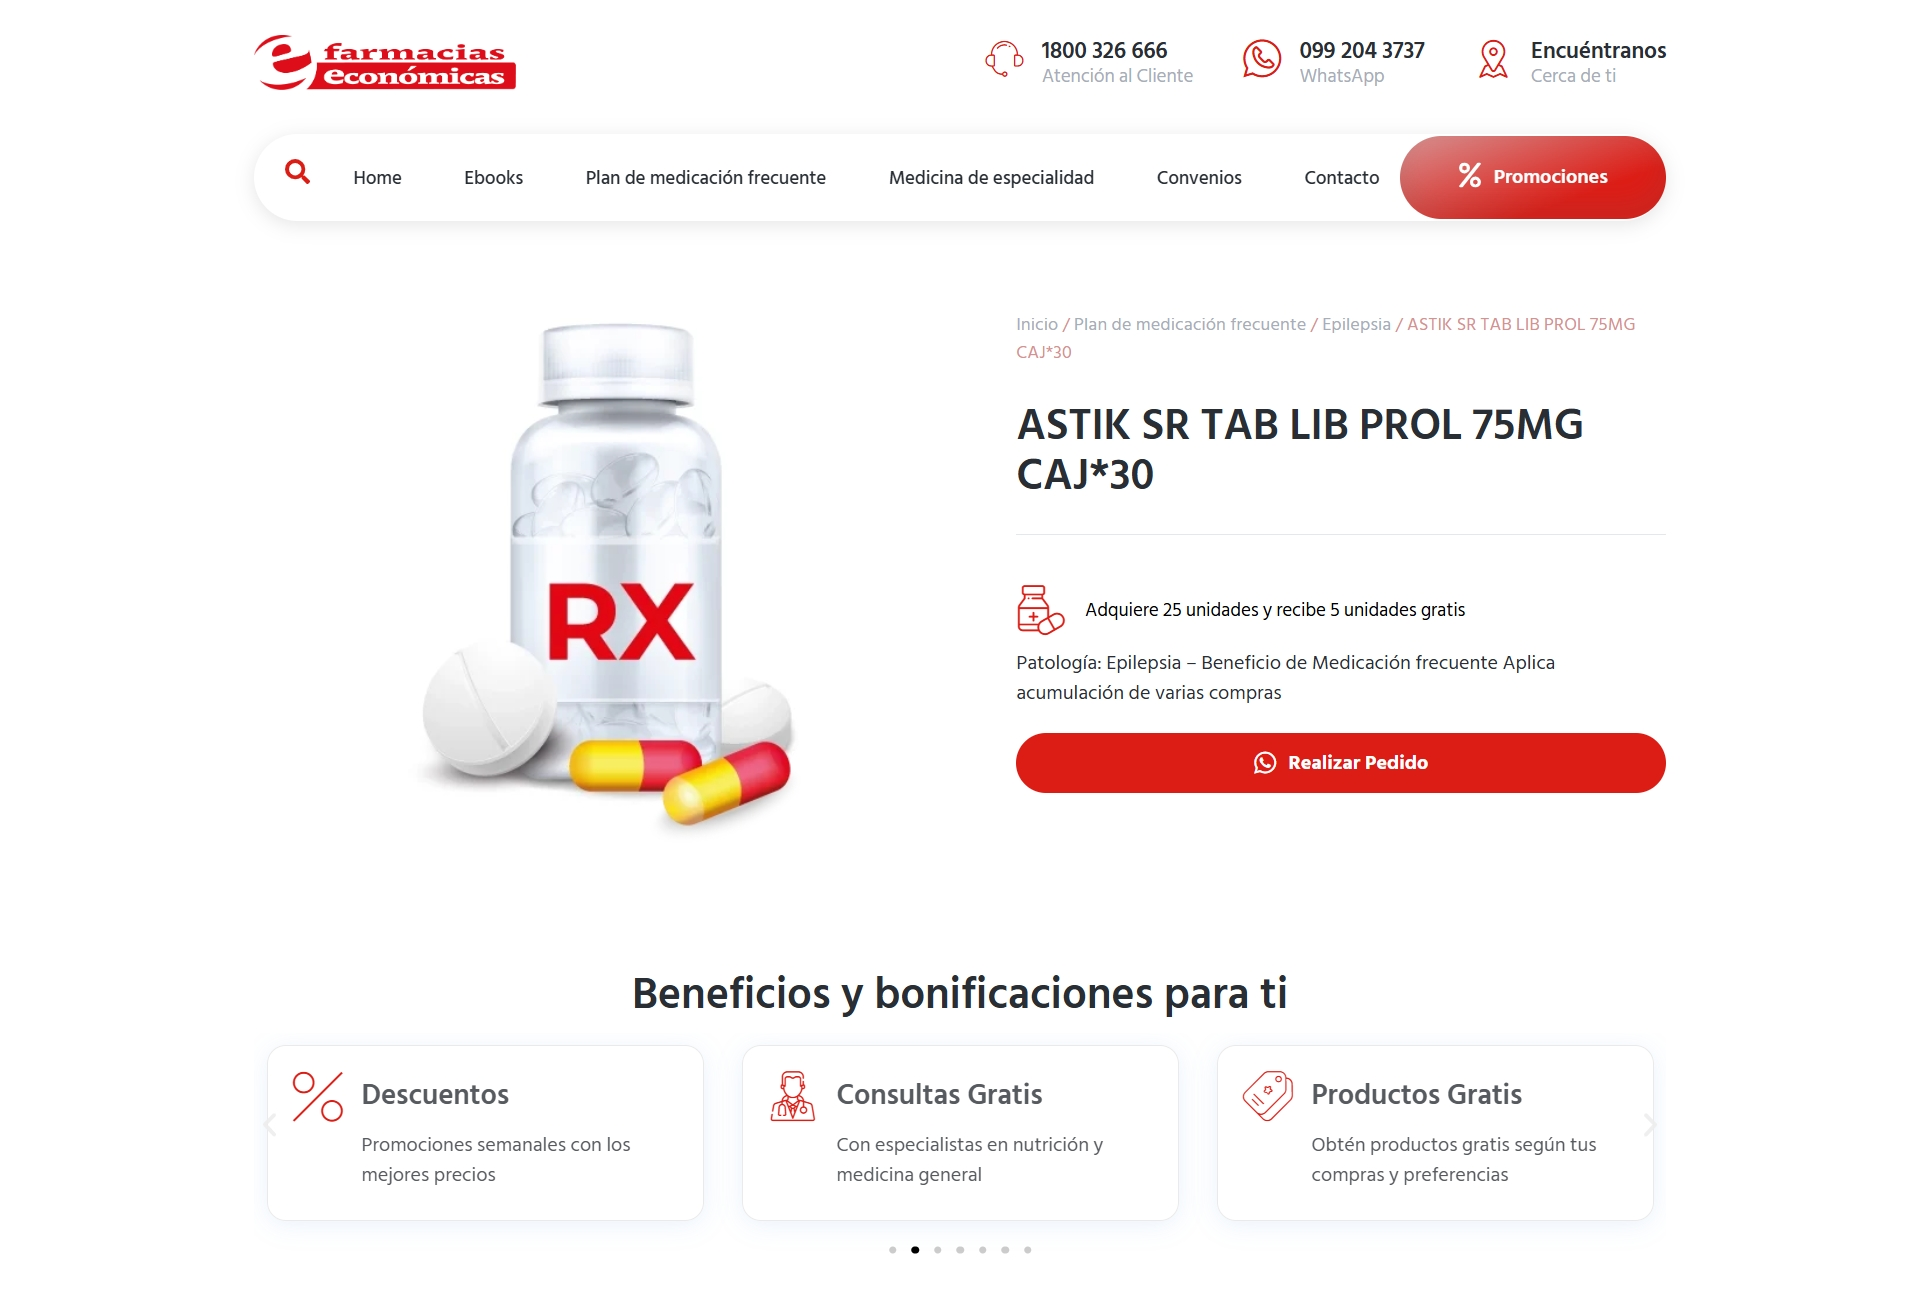 farmacias
económicas
1800 326 666
Atención al Cliente
099 204 3737
WhatsApp
Encuéntranos
Cerca de ti
Home
Ebooks
Plan de medicación frecuente
Medicina de especialidad
Convenios
Contacto
Promociones
RX
Inicio / Plan de medicación frecuente / Epilepsia / ASTIK SR TAB LIB PROL 75MG
CAJ*30
ASTIK SR TAB LIB PROL 75MG
CAJ*30
Adquiere 25 unidades y recibe 5 unidades gratis
Patología: Epilepsia – Beneficio de Medicación frecuente Aplica
acumulación de varias compras
Realizar Pedido
Beneficios y bonificaciones para ti
Descuentos
Promociones semanales con los
mejores precios
Consultas Gratis
Con especialistas en nutrición y
medicina general
Productos Gratis
Obtén productos gratis según tus
compras y preferencias